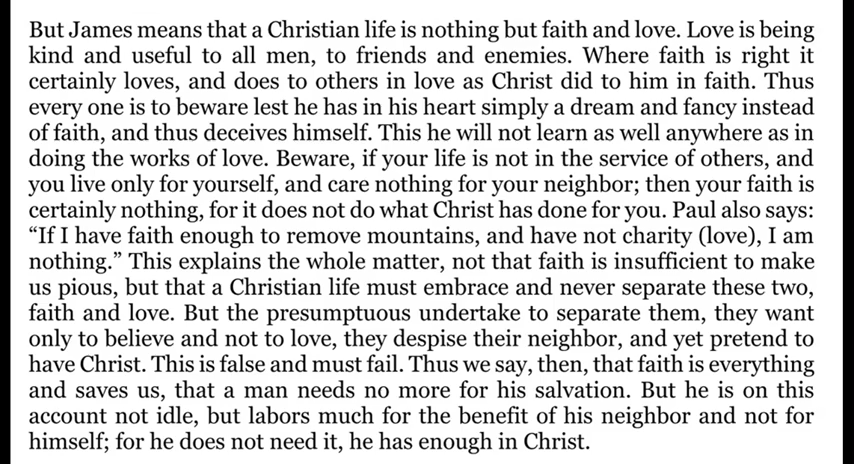 But James means that a Christian life is nothing but faith and love. Love is being
kind and useful to all men, to friends and enemies. Where faith is right it
certainly loves, and does to others in love as Christ did to him in faith. Thus
every one is to beware lest he has in his heart simply a dream and fancy instead
of faith, and thus deceives himself. This he will not learn as well anywhere as in
doing the works of love. Beware, if your life is not in the service of others, and
you live only for yourself, and care nothing for your neighbor; then your faith is
certainly nothing, for it does not do what Christ has done for you. Paul also says:
“If I have faith enough to remove mountains, and have not charity (love), I am
nothing.” This explains the whole matter, not that faith is insufficient to make
us pious, but that a Christian life must embrace and never separate these two,
faith and love. But the presumptuous undertake to separate them, they want
only to believe and not to love, they despise their neighbor, and yet pretend to
have Christ. This is false and must fail. Thus we say, then, that faith is everything
and saves us, that a man needs no more for his salvation. But he is on this
account not idle, but labors much for the benefit of his neighbor and not for
himself; for he does not need it, he has enough in Christ.